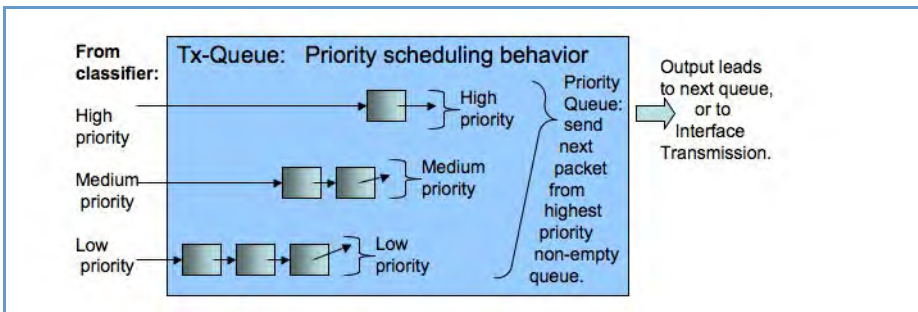 From
classifier:
Tx-Queue: Priority scheduling behavior
High
priority
High
priority
Medium
priority
Medium
priority
Low
priority
Low
priority
Priority
Queue:
send
next
packet
from
highest
priority
non-empty
queue.
Output leads
to next queue,
or to
Interface
Transmission.